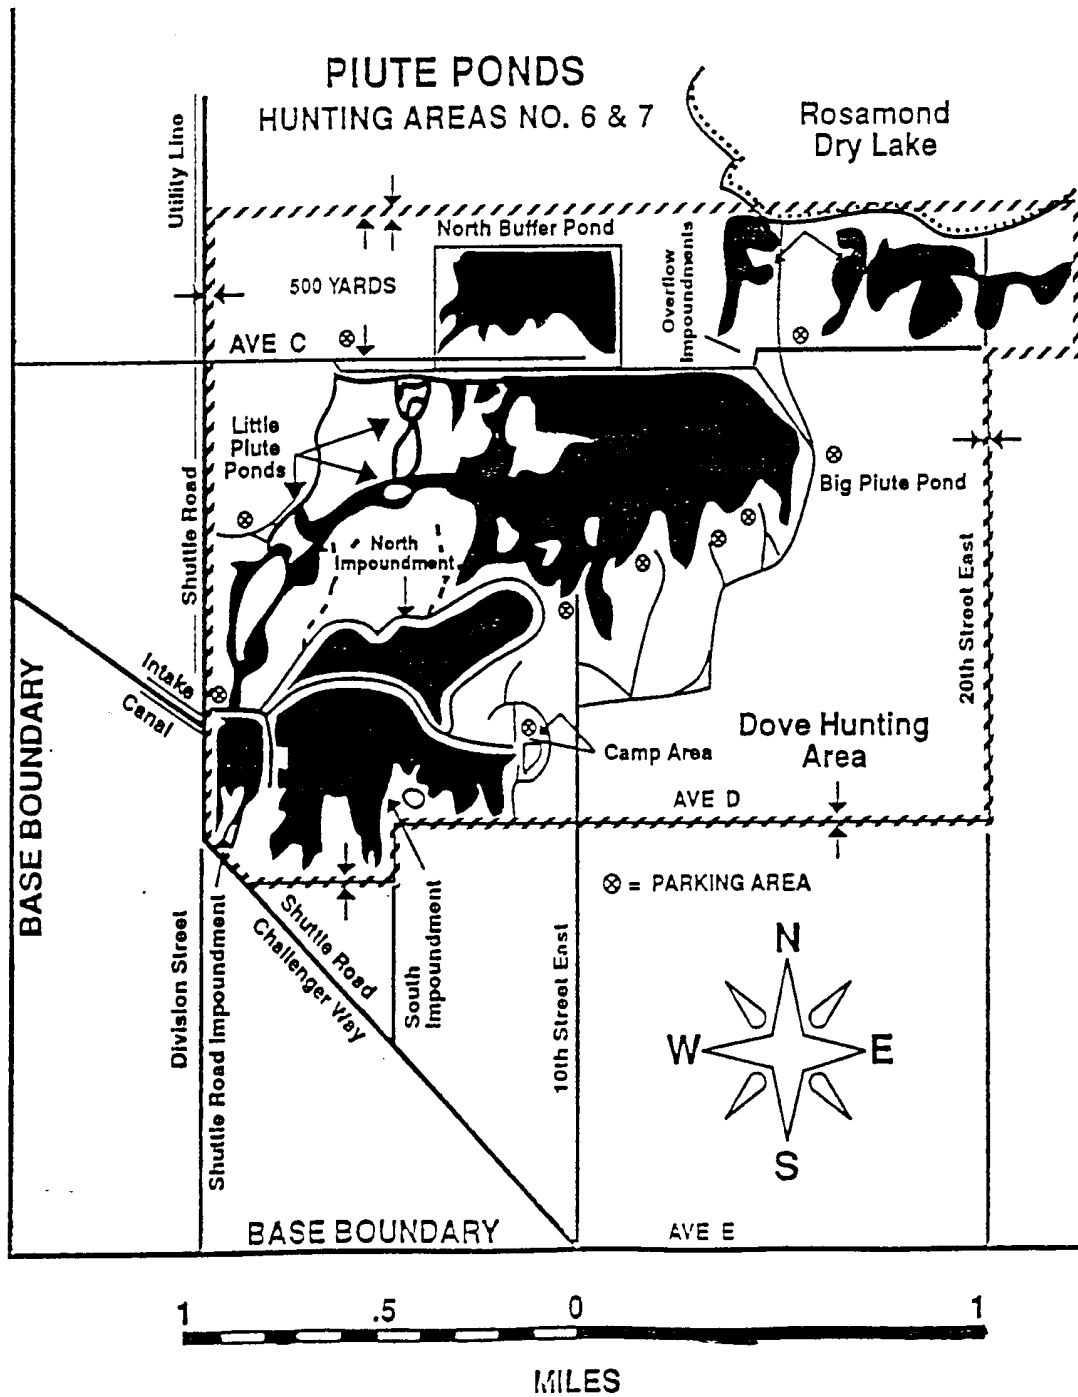 PIUTE PONDS
HUNTING AREAS NO. 6 & 7
Rosamond
Dry Lake
Utility Line
North Buffer Pond
Overflow
Impoundments
500 YARDS
AVE C
Little
Piute
Ponds
Big Piute Pond
Shuttle Road
North
Impoundment
20th Street East
Intake
Canal
BASE BOUNDARY
Dove Hunting
Area
Camp Area
AVE D
⊗ = PARKING AREA
Shuttle Road
Challenger Way
South
Impoundment
Division Street
Shuttle Road Impoundment
10th Street East
N
W
E
S
BASE BOUNDARY
AVE E
1 .5 0 1
MILES